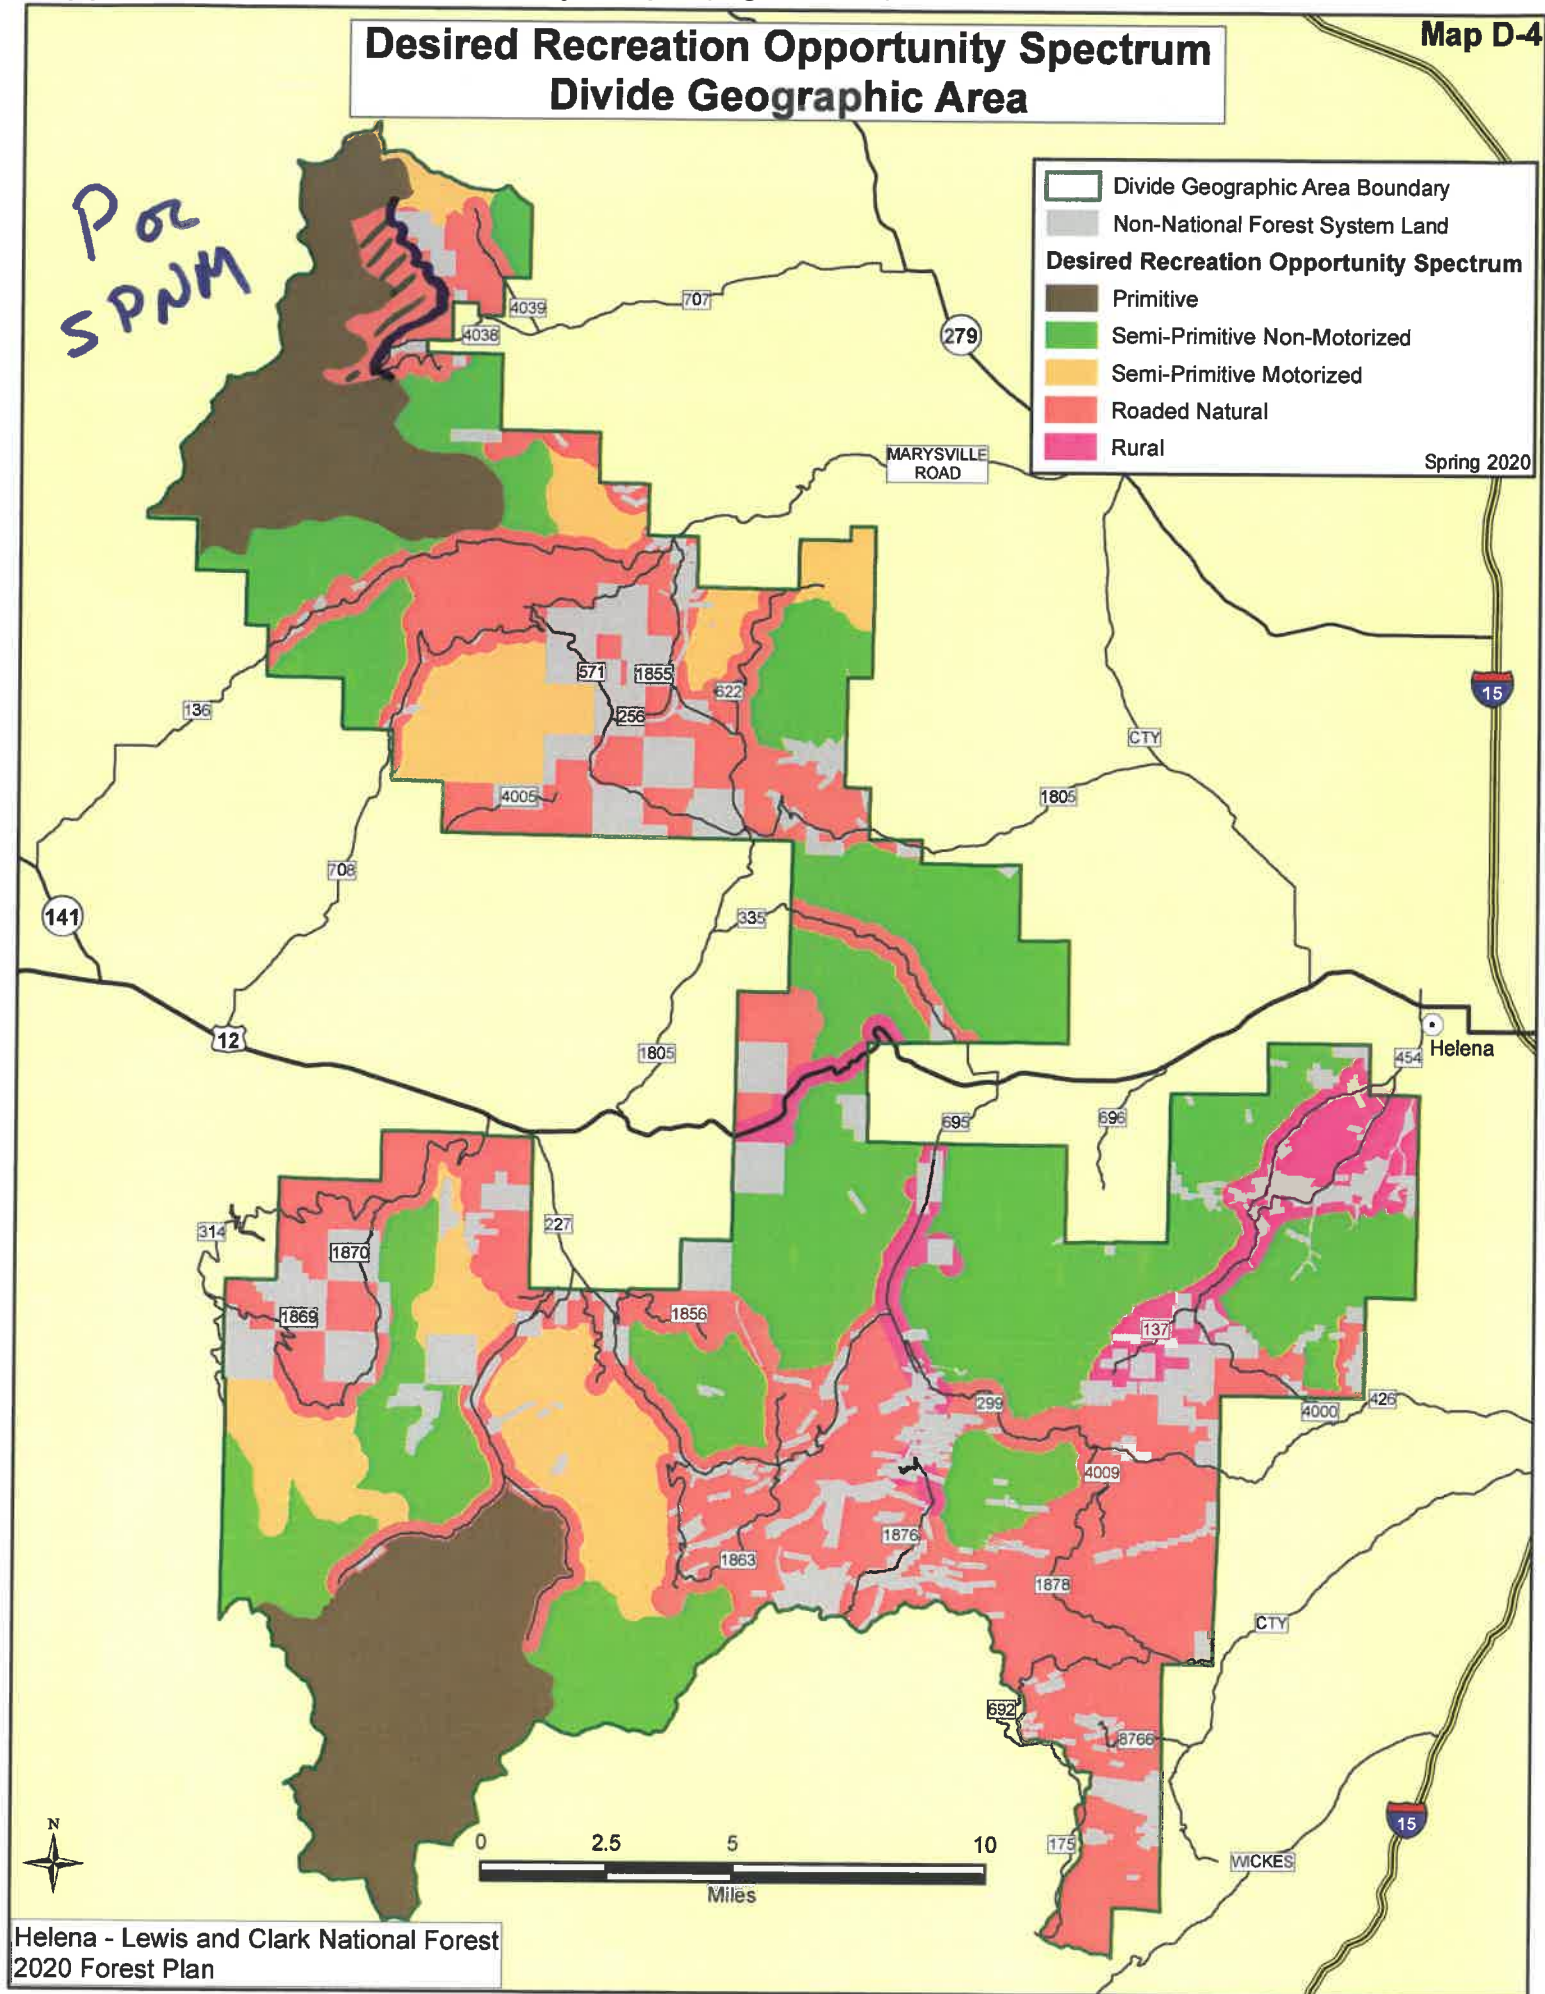 Desired Recreation Opportunity Spectrum
Divide Geographic Area
Map D-4
Divide Geographic Area Boundary
Non-National Forest System Land
Desired Recreation Opportunity Spectrum
Primitive
Semi-Primitive Non-Motorized
Semi-Primitive Motorized
Roaded Natural
Rural
Spring 2020
P or
SPNM
4039
707
4038
279
MARYSVILLE
ROAD
571
1855
622
15
136
256
CTY
4005
1805
708
141
335
12
1805
Helena
454
695
696
314
227
1870
1869
1856
137
299
426
4000
4009
1876
1863
1878
CTY
692
8766
N
0
2.5
5
10
Miles
175
15
WICKES
Helena - Lewis and Clark National Forest
2020 Forest Plan